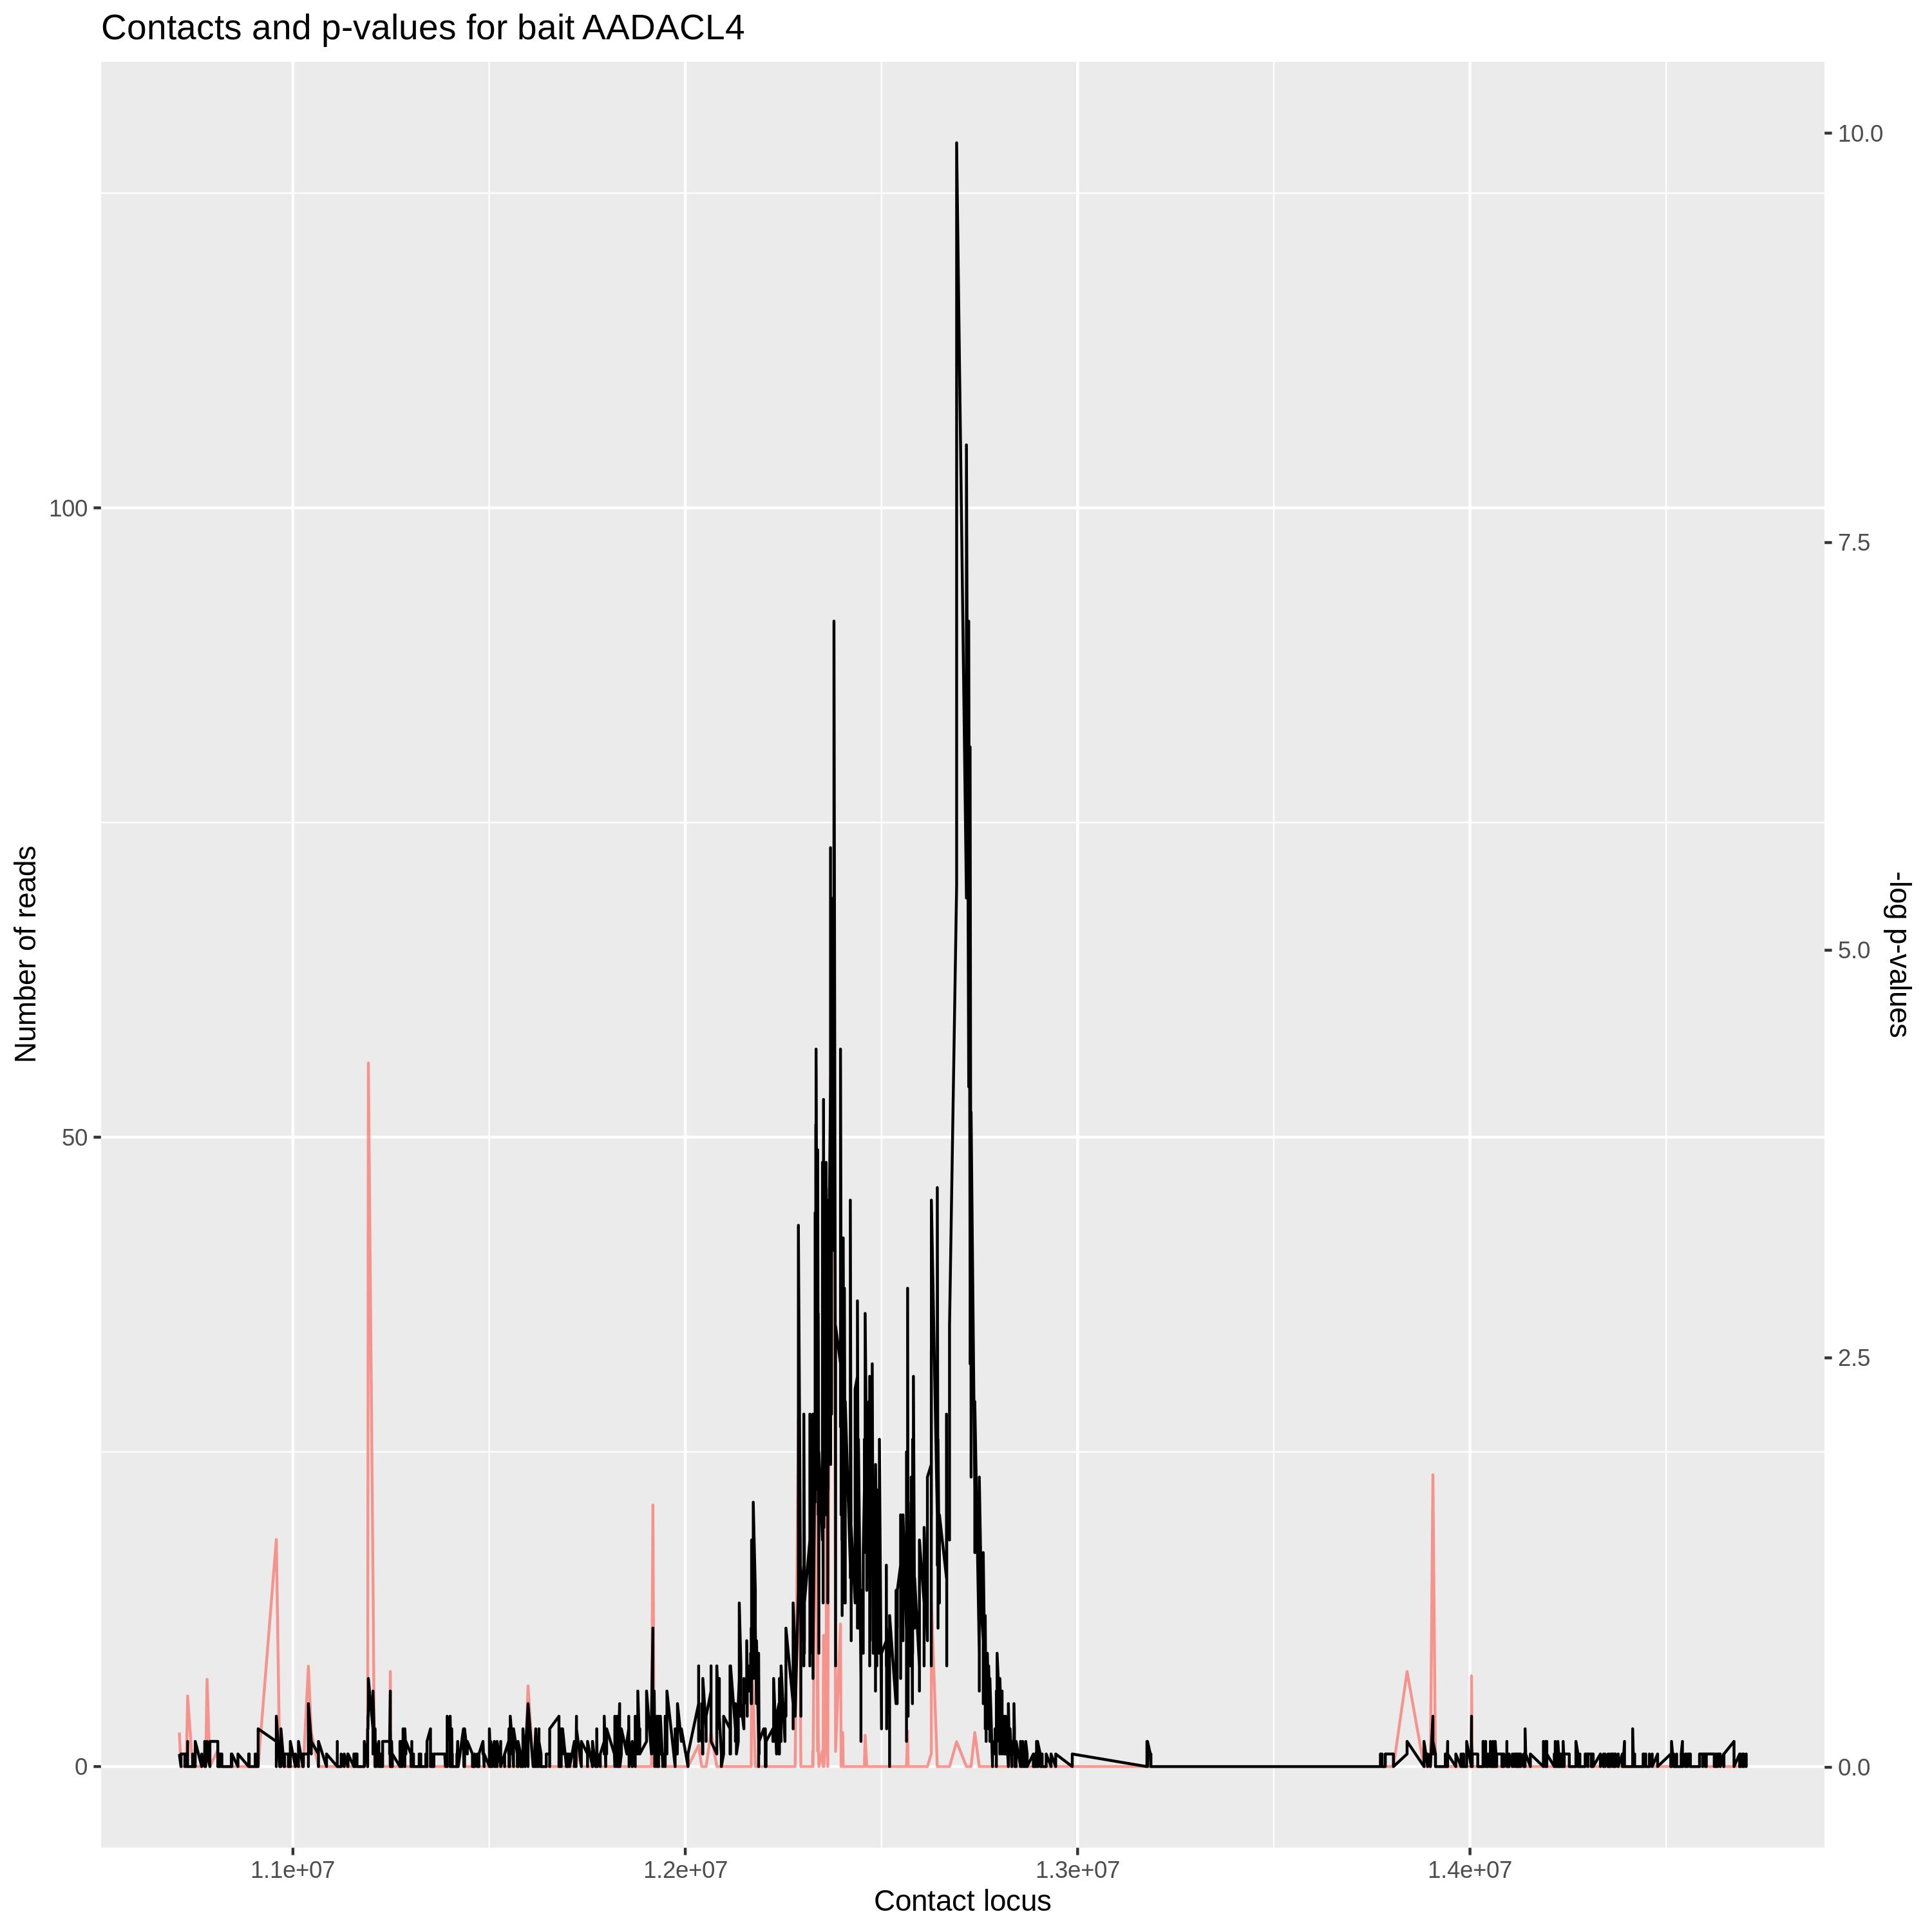 Contacts and p-values for bait AADACL4
Number of reads
100
50
0
10.0
7.5
5.0
2.5
0.0
-log p-values
1.1e+07
1.2e+07
1.3e+07
1.4e+07
Contact locus